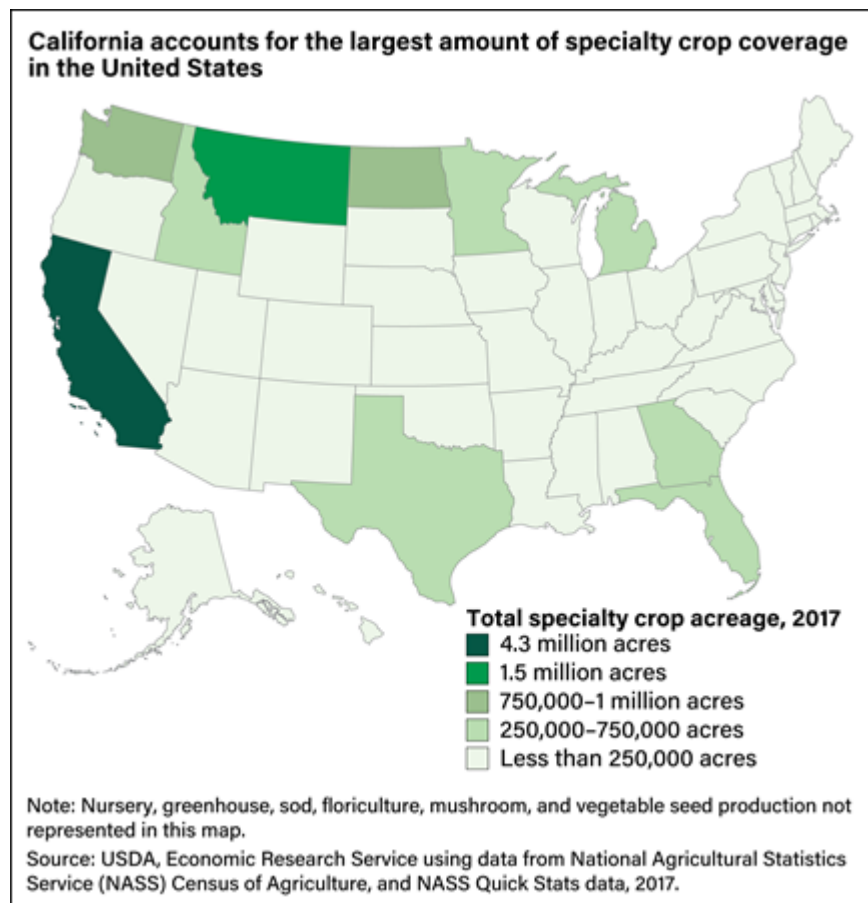 California accounts for the largest amount of specialty crop coverage
in the United States
Total specialty crop acreage, 2017
4.3 million acres
1.5 million acres
750,000–1 million acres
250,000–750,000 acres
Less than 250,000 acres
Note: Nursery, greenhouse, sod, floriculture, mushroom, and vegetable seed production not
represented in this map.
Source: USDA, Economic Research Service using data from National Agricultural Statistics
Service (NASS) Census of Agriculture, and NASS Quick Stats data, 2017.